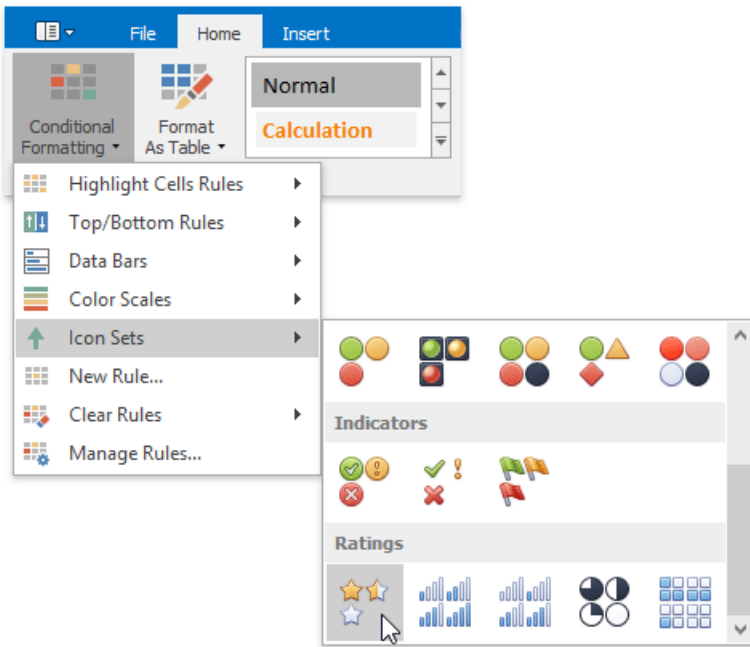 File Home Insert
Normal
Calculation
Conditional
Formatting
Format
As Table
Highlight Cells Rules
Top/Bottom Rules
Data Bars
Color Scales
Icon Sets
New Rule...
Clear Rules
Manage Rules...
Indicators
Ratings